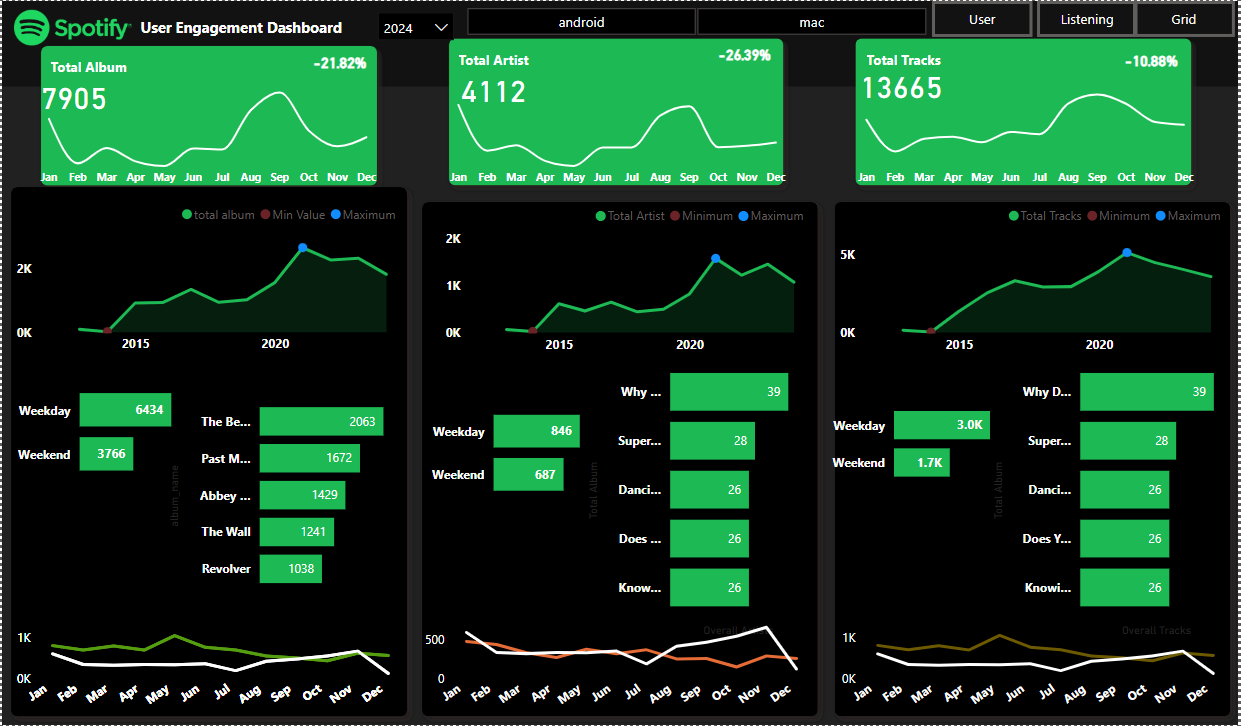 Spotify User Engagement Dashboard
2024
android
mac
User
Listening
Grid
Total Album
-21.82%
7905
Jan Feb Mar Apr May Jun Jul Aug Sep Oct Nov Dec
Total Artist
-26.39%
4112
Jan Feb Mar Apr May Jun Jul Aug Sep Oct Nov Dec
Total Tracks
-10.88%
13665
Jan Feb Mar Apr May Jun Jul Aug Sep Oct Nov Dec
total album Min Value Maximum
2K
0K
2015 2020
Weekday 6434
Weekend 3766
album_name
The Be... 2063
Past M... 1672
Abbey ... 1429
The Wall 1241
Revolver 1038
1K
0K
Jan Feb Mar Apr May Jun Jul Aug Sep Oct Nov Dec
Total Artist Minimum Maximum
2K
1K
0K
2015 2020
Weekday 846
Weekend 687
Total Album
Why ... 39
Super... 28
Danci... 26
Does ... 26
Know... 26
500
0
Jan Feb Mar Apr May Jun Jul Aug Sep Oct Nov Dec
Total Tracks Minimum Maximum
5K
0K
2015 2020
Weekday 3.0K
Weekend 1.7K
Total Album
Why D... 39
Super... 28
Danci... 26
Does Y... 26
Knowi... 26
Overall Tracks
1K
0K
Jan Feb Mar Apr May Jun Jul Aug Sep Oct Nov Dec